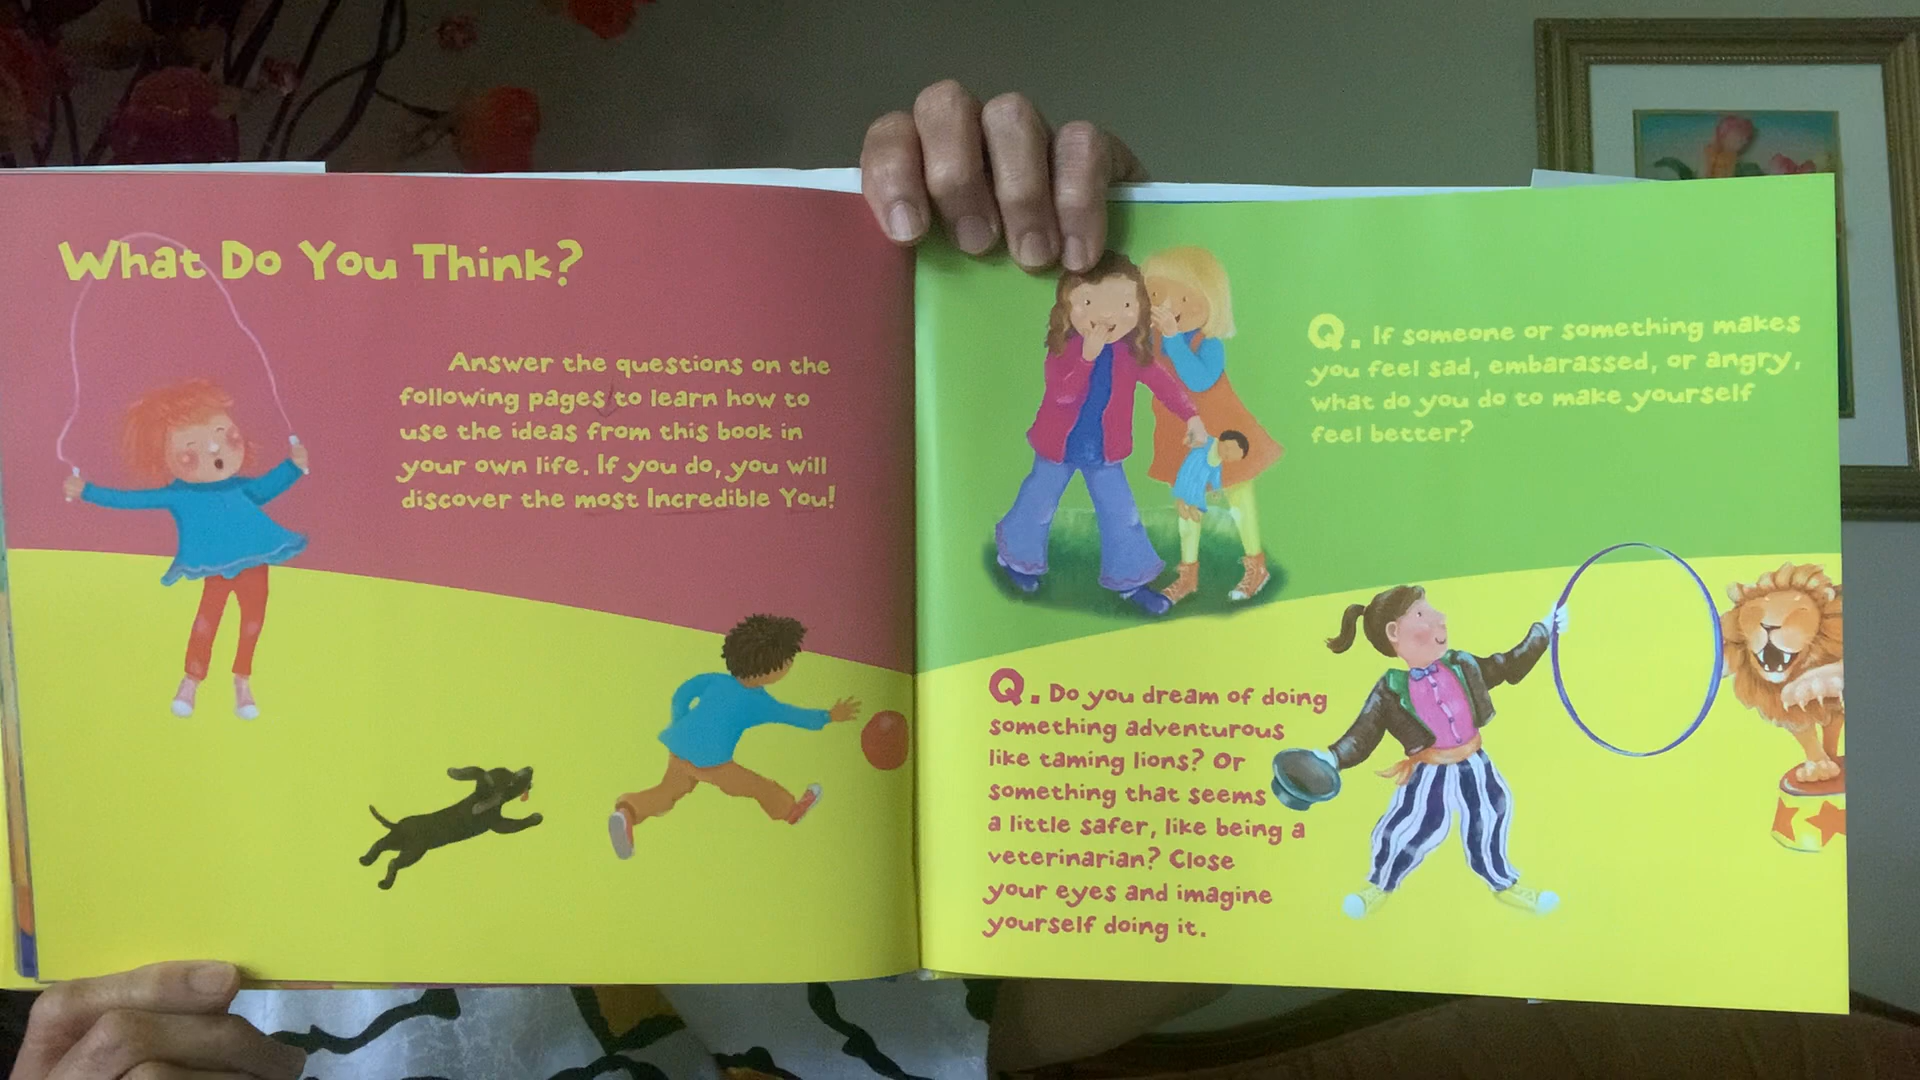 What Do You Think?
Answer the questions on the
following pages to learn how to
use the ideas from this book in
your own life. If you do, you will
discover the most Incredible You!
Q. If someone or something makes
you feel sad, embarassed, or angry,
what do you do to make yourself
feel better?
Q. Do you dream of doing
something adventurous
like taming lions? Or
something that seems
a little safer, like being a
veterinarian? Close
your eyes and imagine
yourself doing it.